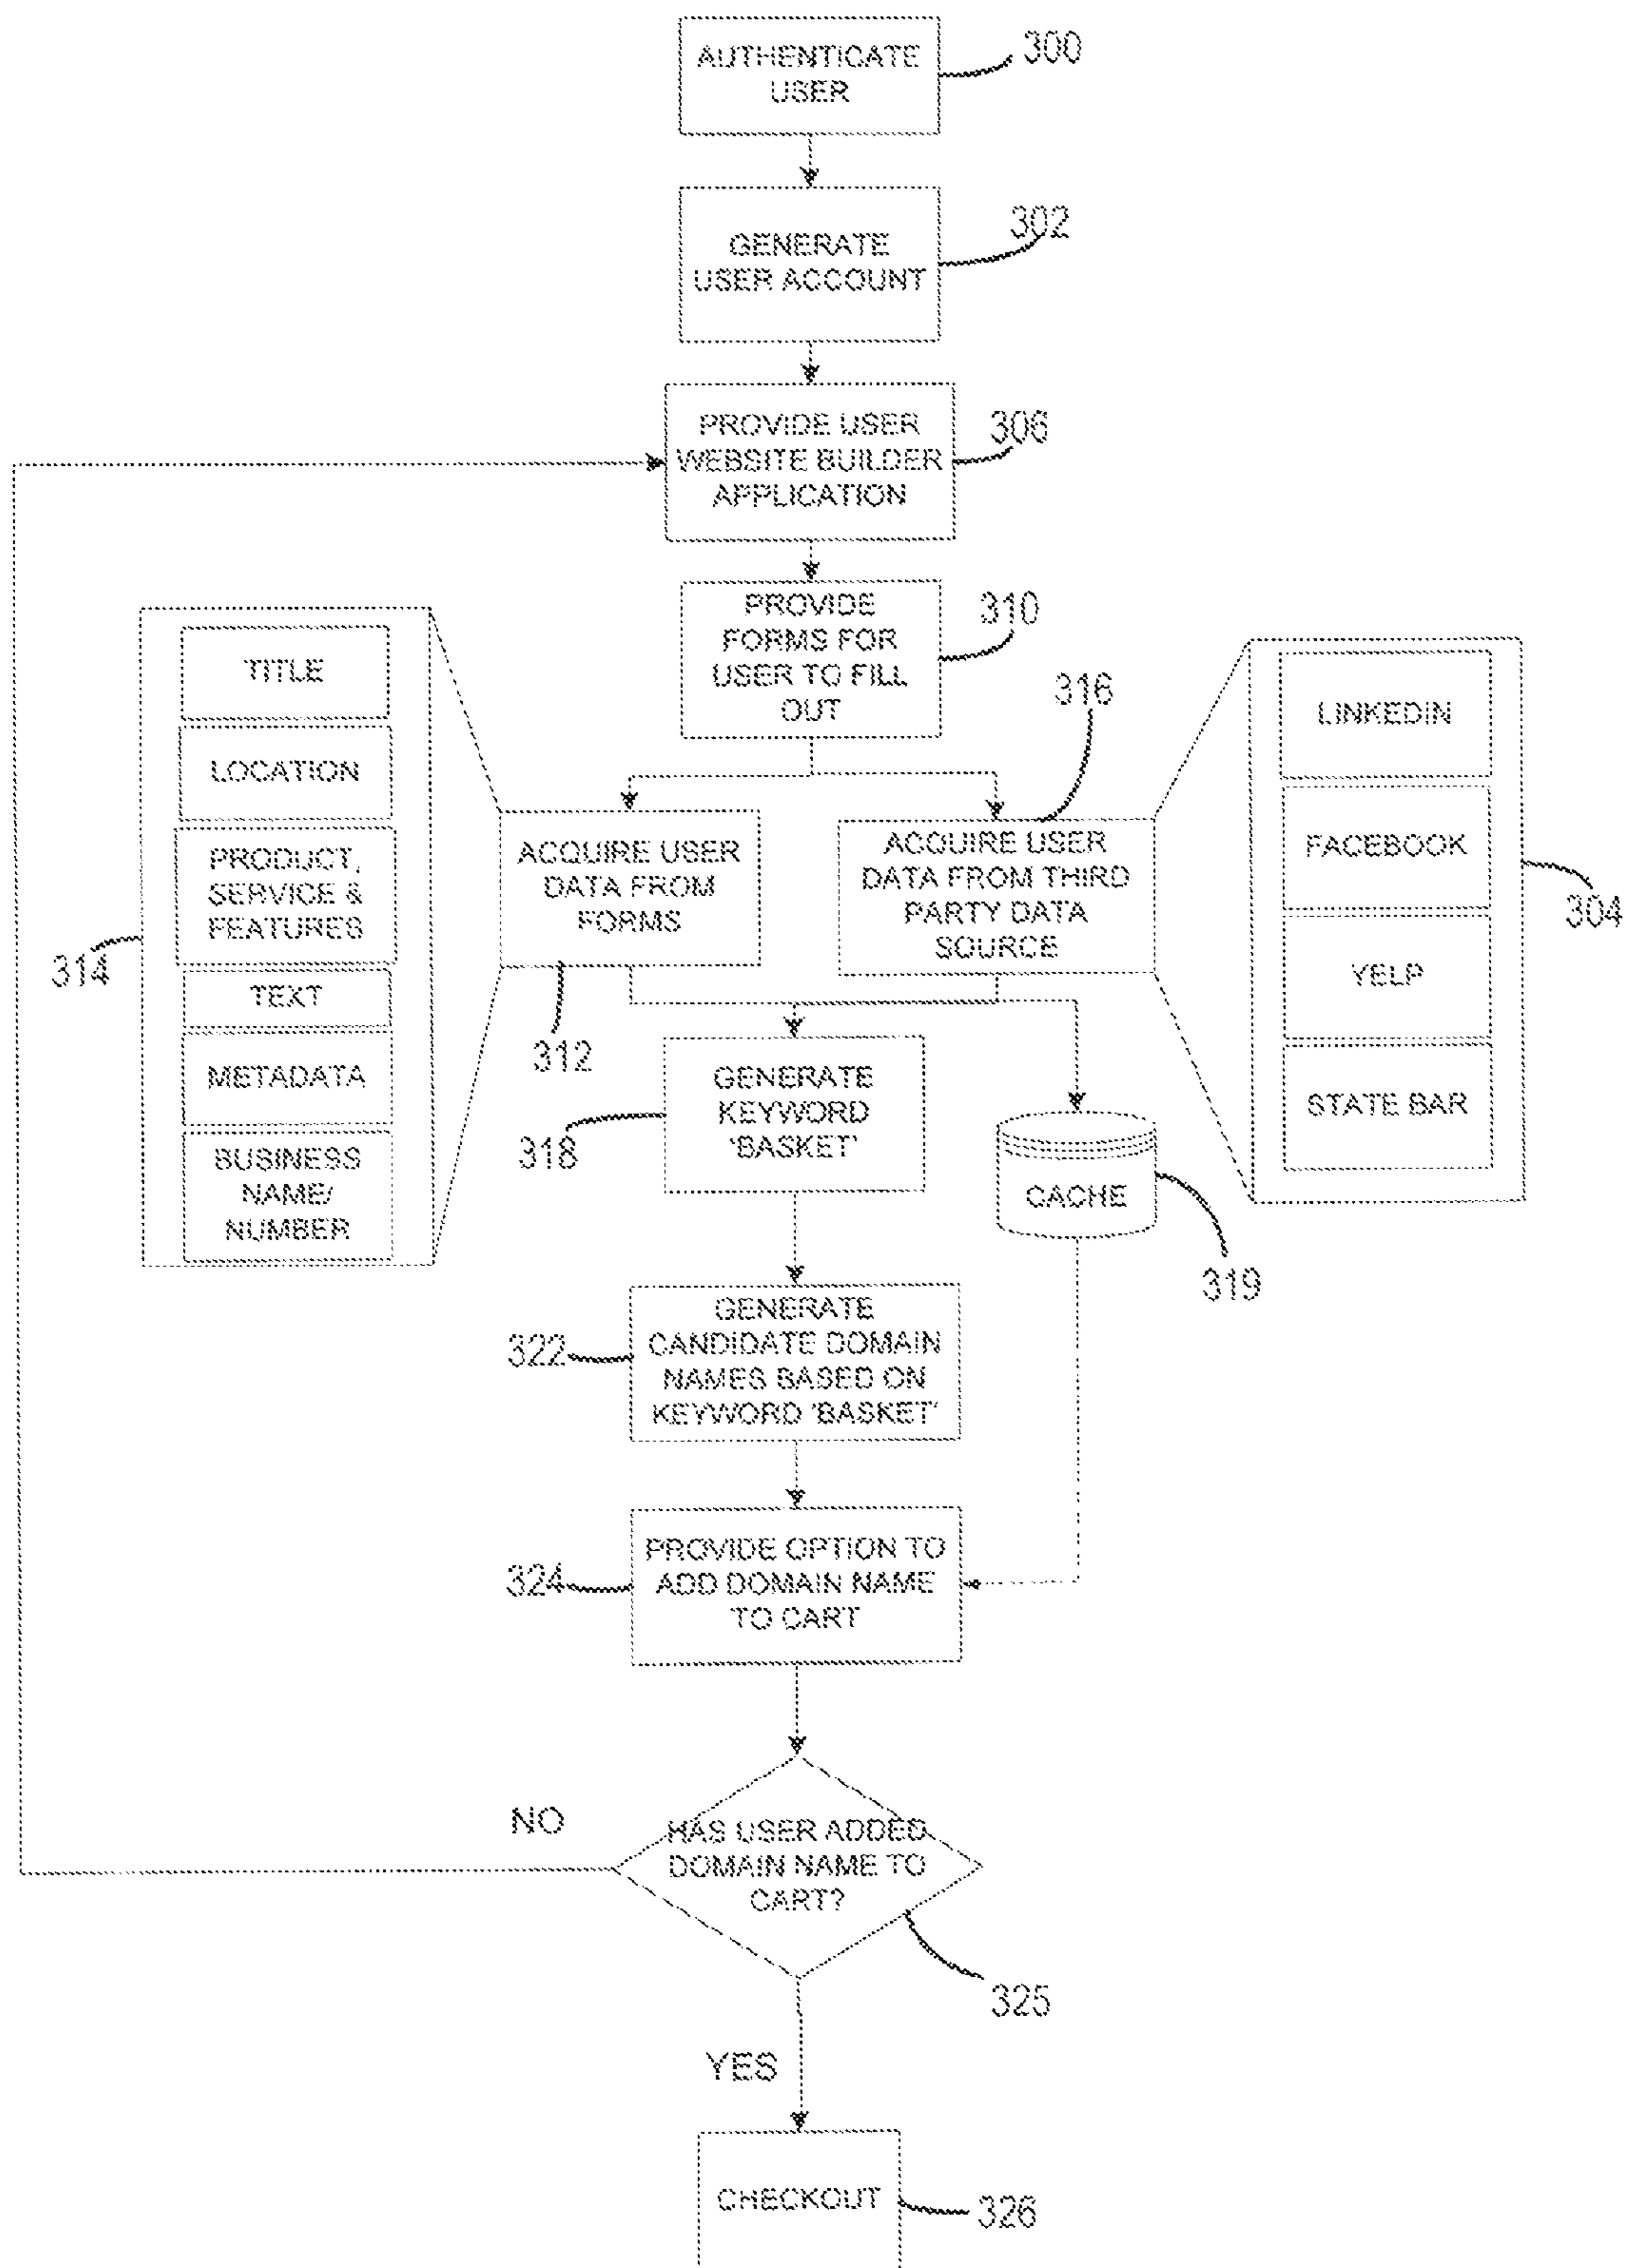 AUTHENTICATE
USER
300
GENERATE
USER ACCOUNT
302
PROVIDE USER
WEBSITE BUILDER
APPLICATION
306
PROVIDE
FORMS FOR
USER TO FILL
OUT
310
TITLE
LOCATION
PRODUCT,
SERVICE &
FEATURES
TEXT
METADATA
BUSINESS
NAME/
NUMBER
314
ACQUIRE USER
DATA FROM
FORMS
312
ACQUIRE USER
DATA FROM THIRD
PARTY DATA
SOURCE
316
LINKEDIN
FACEBOOK
YELP
STATE BAR
304
GENERATE
KEYWORD
'BASKET'
318
CACHE
319
GENERATE
CANDIDATE DOMAIN
NAMES BASED ON
KEYWORD 'BASKET'
322
PROVIDE OPTION TO
ADD DOMAIN NAME
TO CART
324
NO
HAS USER ADDED
DOMAIN NAME TO
CART?
325
YES
CHECKOUT
326